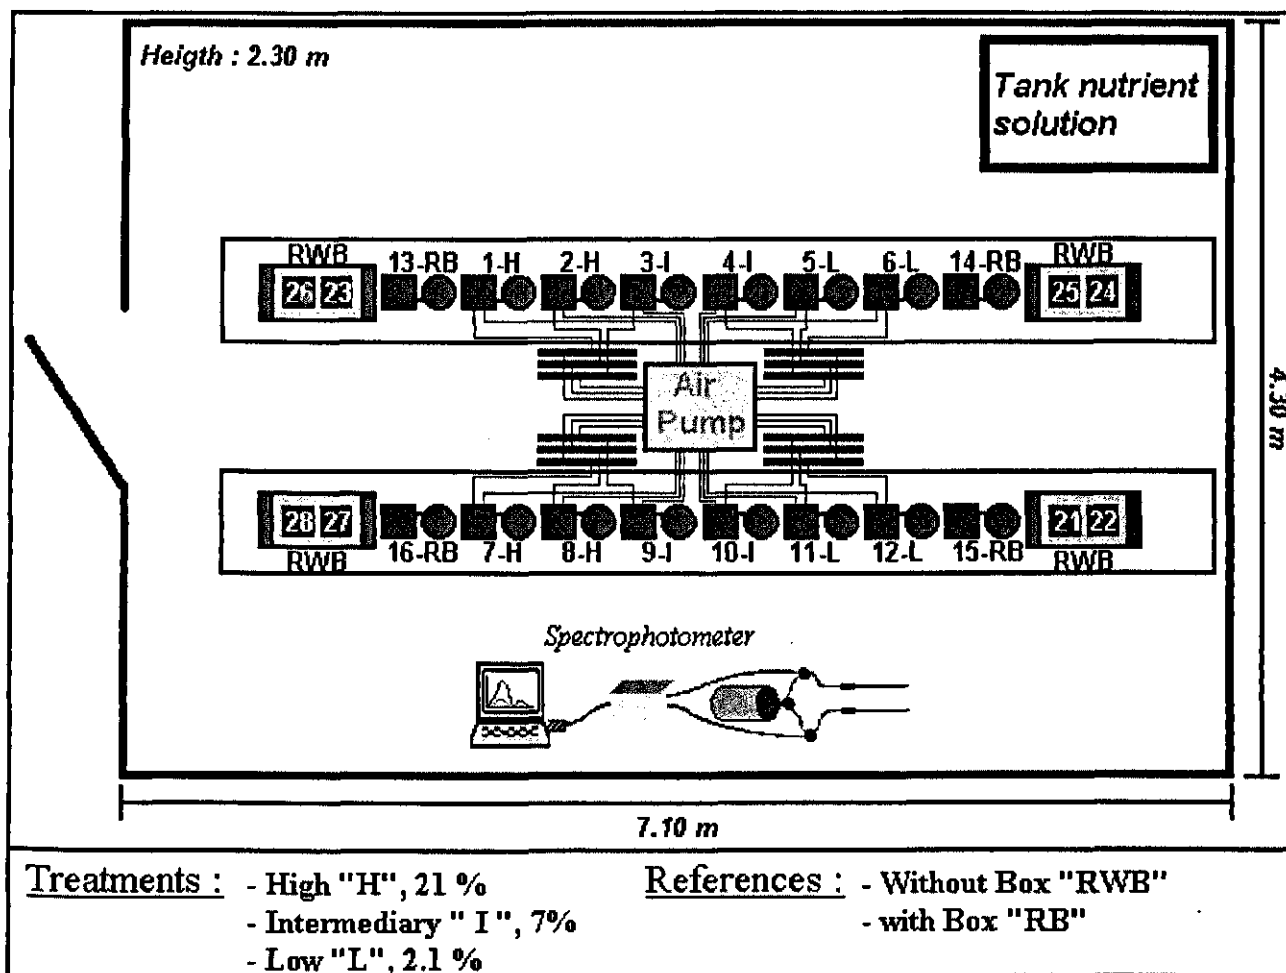 Heigth : 2.30 m
Tank nutrient
solution
RWB 13-RB 1-H 2-H 3-I 4-I 5-L 6-L 14-RB RWB
26 23 25 24
Air
Pump
4.30 m
28 27 21 22
RWB 16-RB 7-H 8-H 9-I 10-I 11-L 12-L 15-RB RWB
Spectrophotometer
7.10 m
Treatments : - High "H", 21 % References : - Without Box "RWB"
- Intermediary " I ", 7% - with Box "RB"
- Low "L", 2.1 %